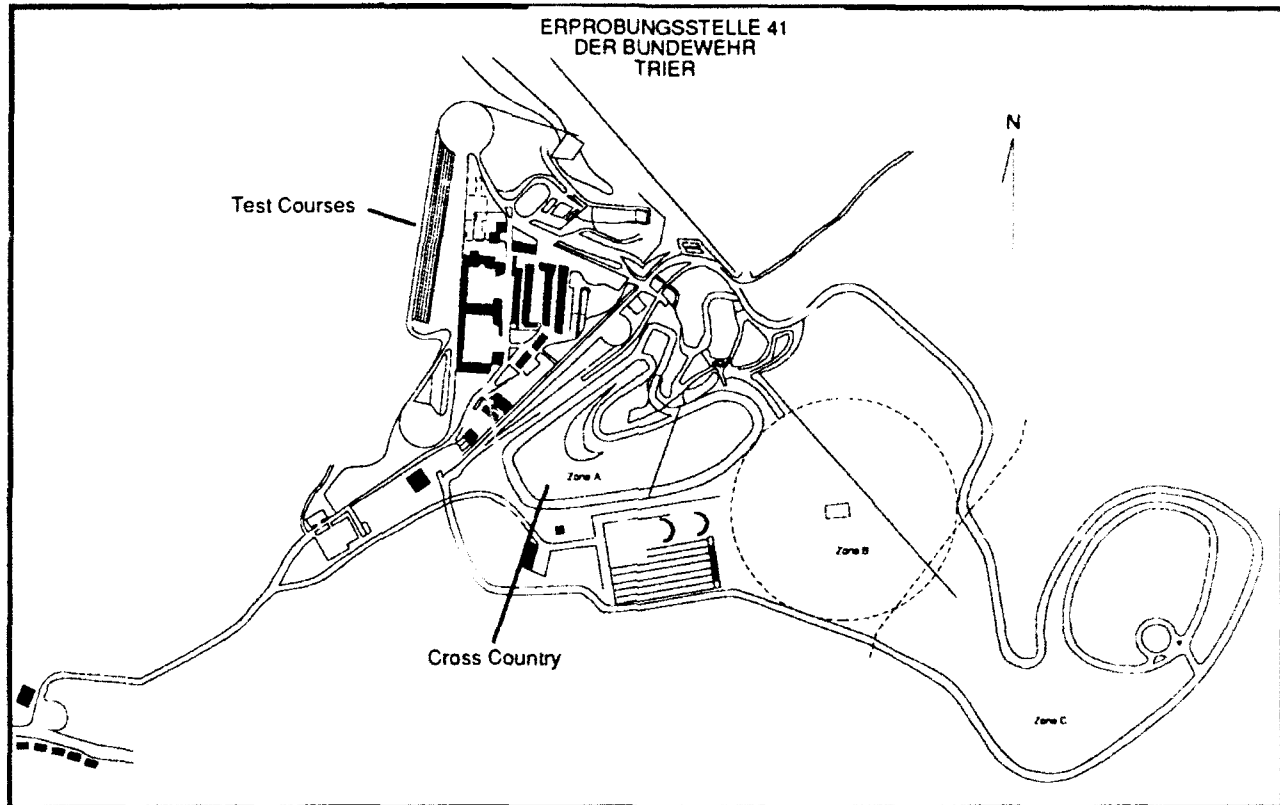 ERPROBUNGSSTELLE 41
DER BUNDEWEHR
TRIER
N
Test Courses
Zone A
Zone B
Cross Country
Zone C